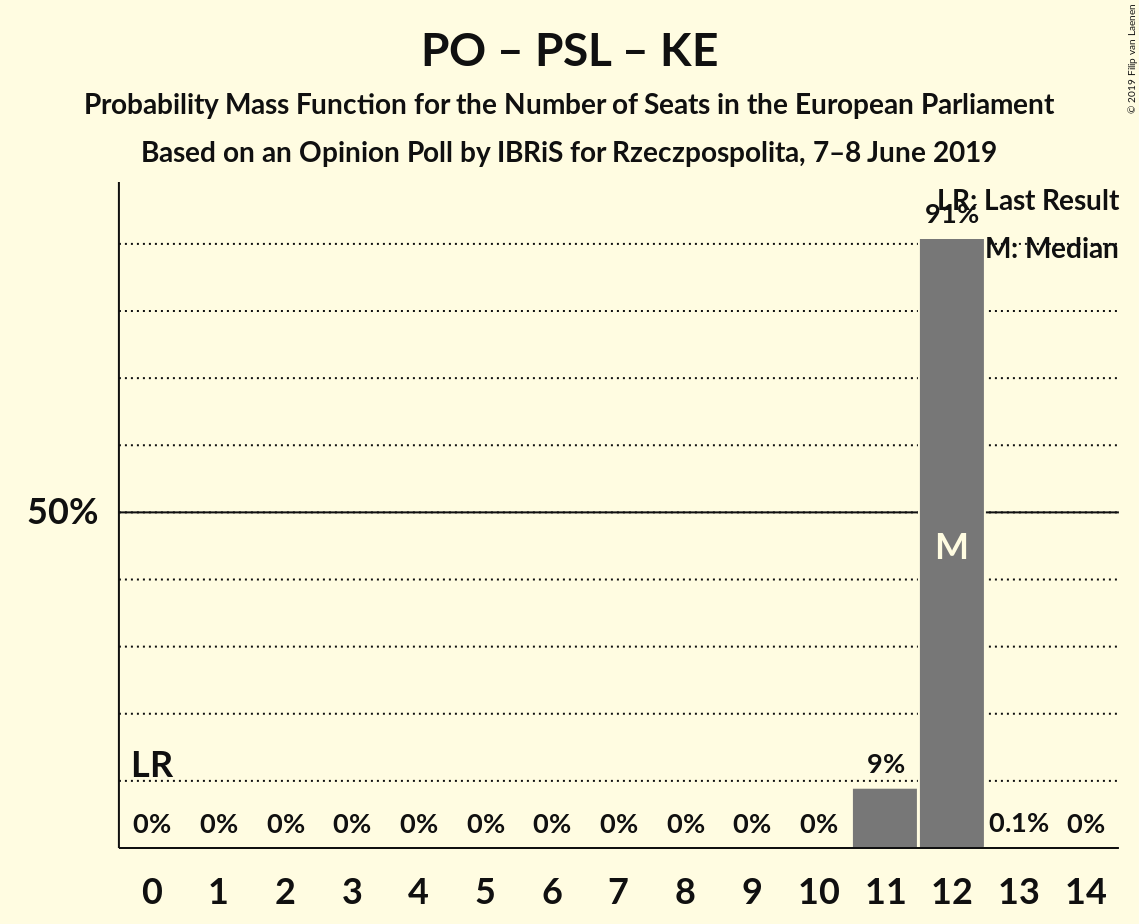 PO – PSL – KE
Probability Mass Function for the Number of Seats in the European Parliament
Based on an Opinion Poll by IBRiS for Rzeczpospolita, 7–8 June 2019
© 2019 Filip van Laenen
LR: Last Result
M: Median
91%
50%
M
LR
9%
0% 0% 0% 0% 0% 0% 0% 0% 0% 0% 0% 0.1% 0%
0 1 2 3 4 5 6 7 8 9 10 11 12 13 14